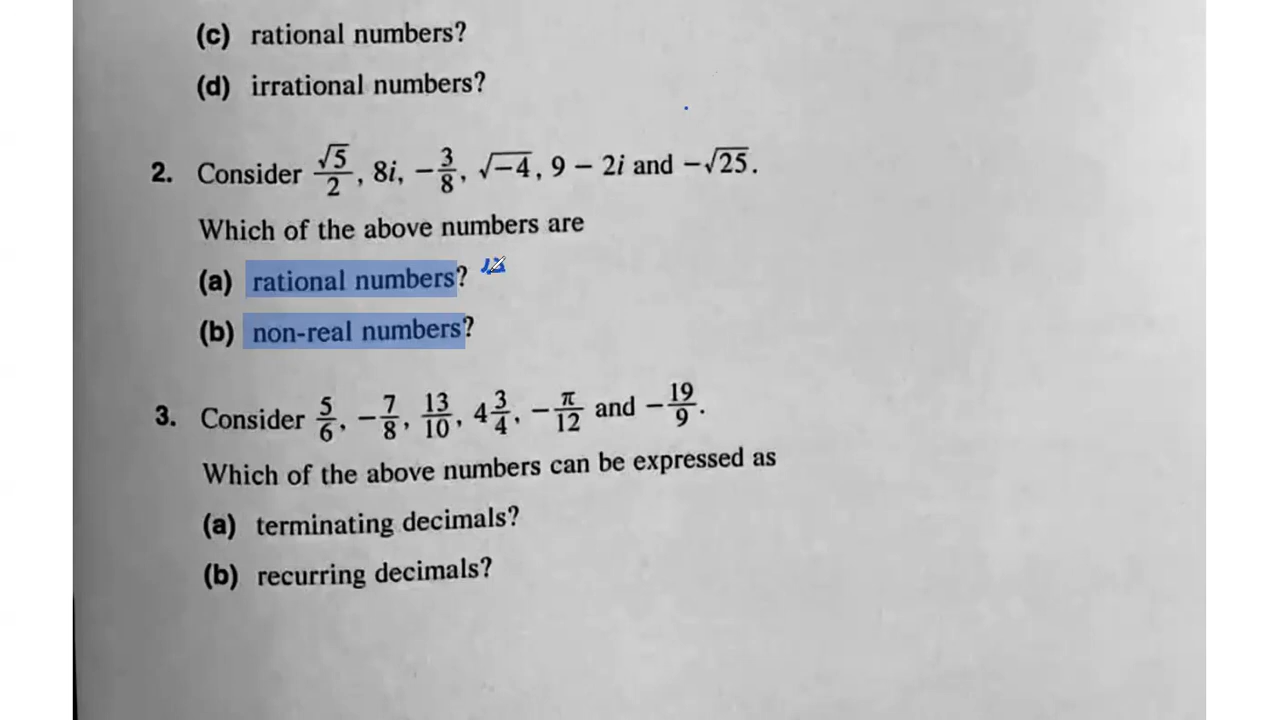 (c) rational numbers?
(d) irrational numbers?
2. Consider √5/2, 8i, −3/8, √−4, 9 − 2i and −√25.
Which of the above numbers are
(a) rational numbers?
(b) non-real numbers?
3. Consider 5/6, −7/8, 13/10, 4 3/4, −π/12 and −19/9.
Which of the above numbers can be expressed as
(a) terminating decimals?
(b) recurring decimals?